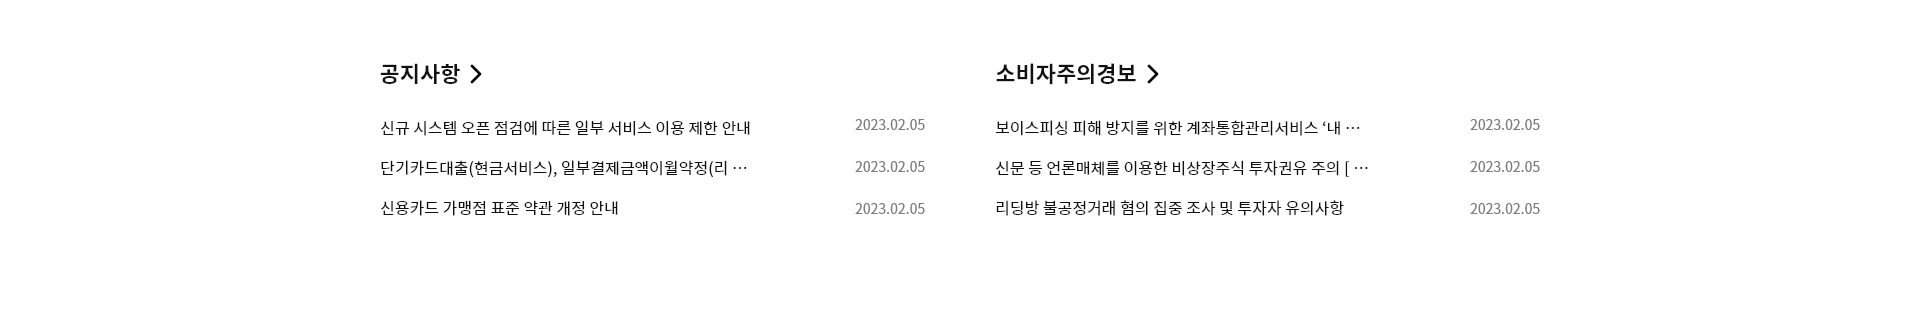 공지사항
신규 시스템 오픈 점검에 따른 일부 서비스 이용 제한 안내 2023.02.05
단기카드대출(현금서비스), 일부결제금액이월약정(리 … 2023.02.05
신용카드 가맹점 표준 약관 개정 안내 2023.02.05
소비자주의경보
보이스피싱 피해 방지를 위한 계좌통합관리서비스 ‘내 … 2023.02.05
신문 등 언론매체를 이용한 비상장주식 투자권유 주의 [ … 2023.02.05
리딩방 불공정거래 혐의 집중 조사 및 투자자 유의사항 2023.02.05